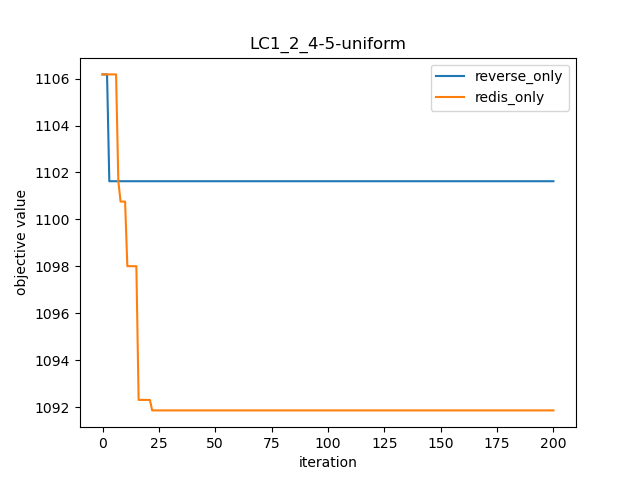 LC1_2_4-5-uniform
reverse_only
redis_only
objective value
1106
1104
1102
1100
1098
1096
1094
1092
0 25 50 75 100 125 150 175 200
iteration